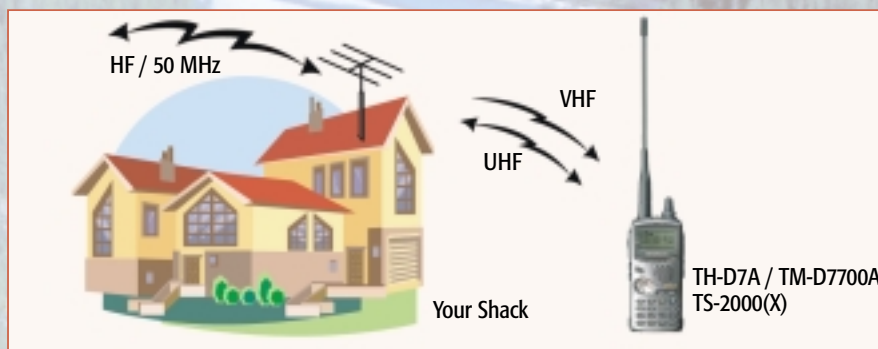 HF / 50 MHz
VHF
UHF
TH-D7A / TM-D7700A
TS-2000(X)
Your Shack